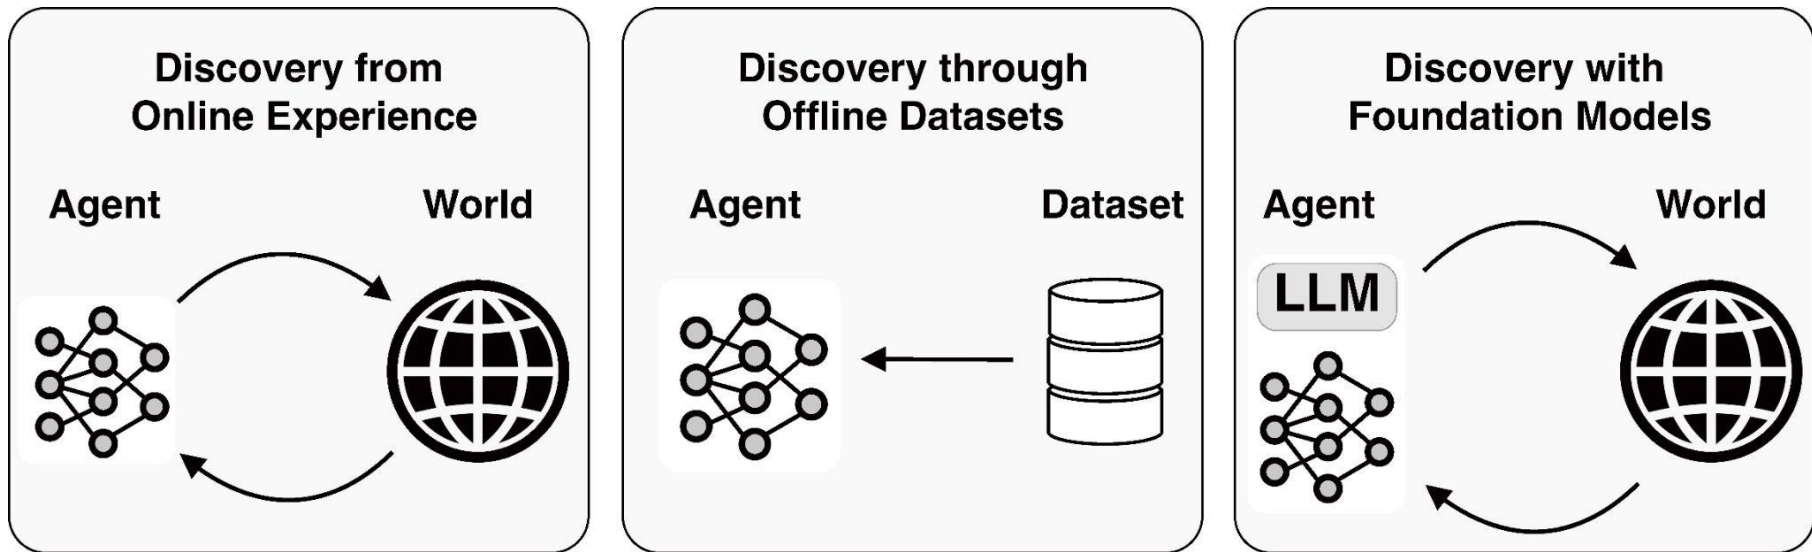 Discovery from
Online Experience
Agent
World
Discovery through
Offline Datasets
Agent
Dataset
Discovery with
Foundation Models
Agent
World
LLM